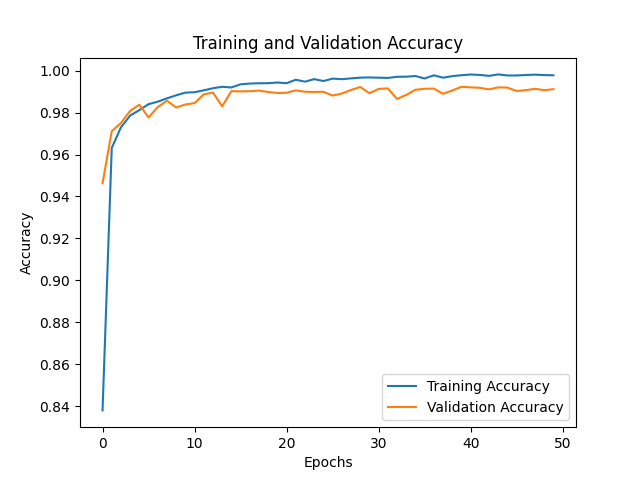 Training and Validation Accuracy
1.00
0.98
0.96
0.94
0.92
0.90
0.88
0.86
0.84
Accuracy
Training Accuracy
Validation Accuracy
0 10 20 30 40 50
Epochs